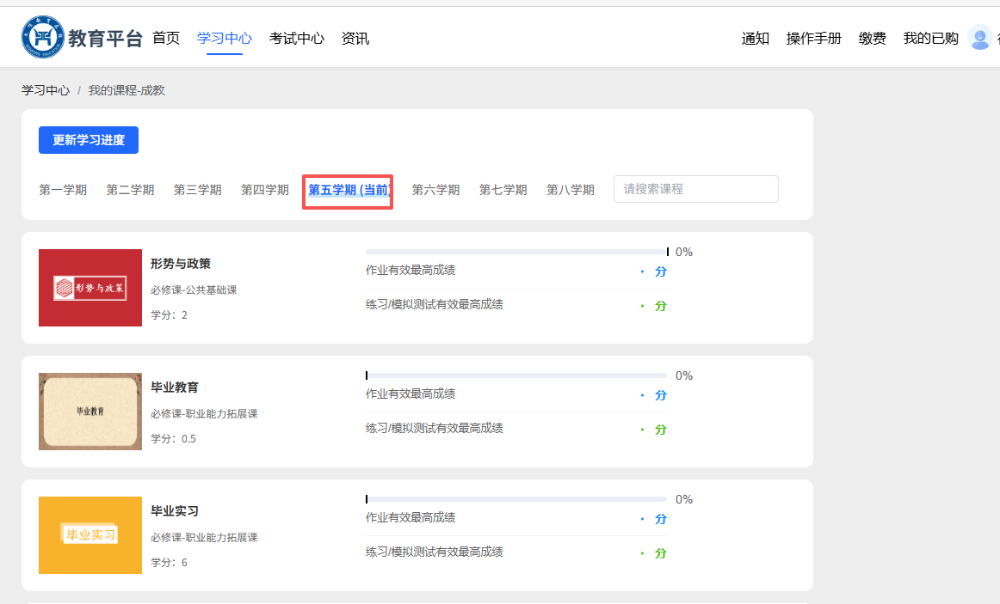 教育平台 首页 学习中心 考试中心 资讯 通知 操作手册 缴费 我的已购
学习中心 / 我的课程-成教
更新学习进度
第一学期 第二学期 第三学期 第四学期 第五学期 (当前) 第六学期 第七学期 第八学期 请搜索课程
形势与政策
形势与政策
必修课-公共基础课
学分：2
0%
作业有效最高成绩 · 分
练习/模拟测试有效最高成绩 · 分
毕业教育
毕业教育
必修课-职业能力拓展课
学分：0.5
0%
作业有效最高成绩 · 分
练习/模拟测试有效最高成绩 · 分
毕业实习
毕业实习
必修课-职业能力拓展课
学分：6
0%
作业有效最高成绩 · 分
练习/模拟测试有效最高成绩 · 分